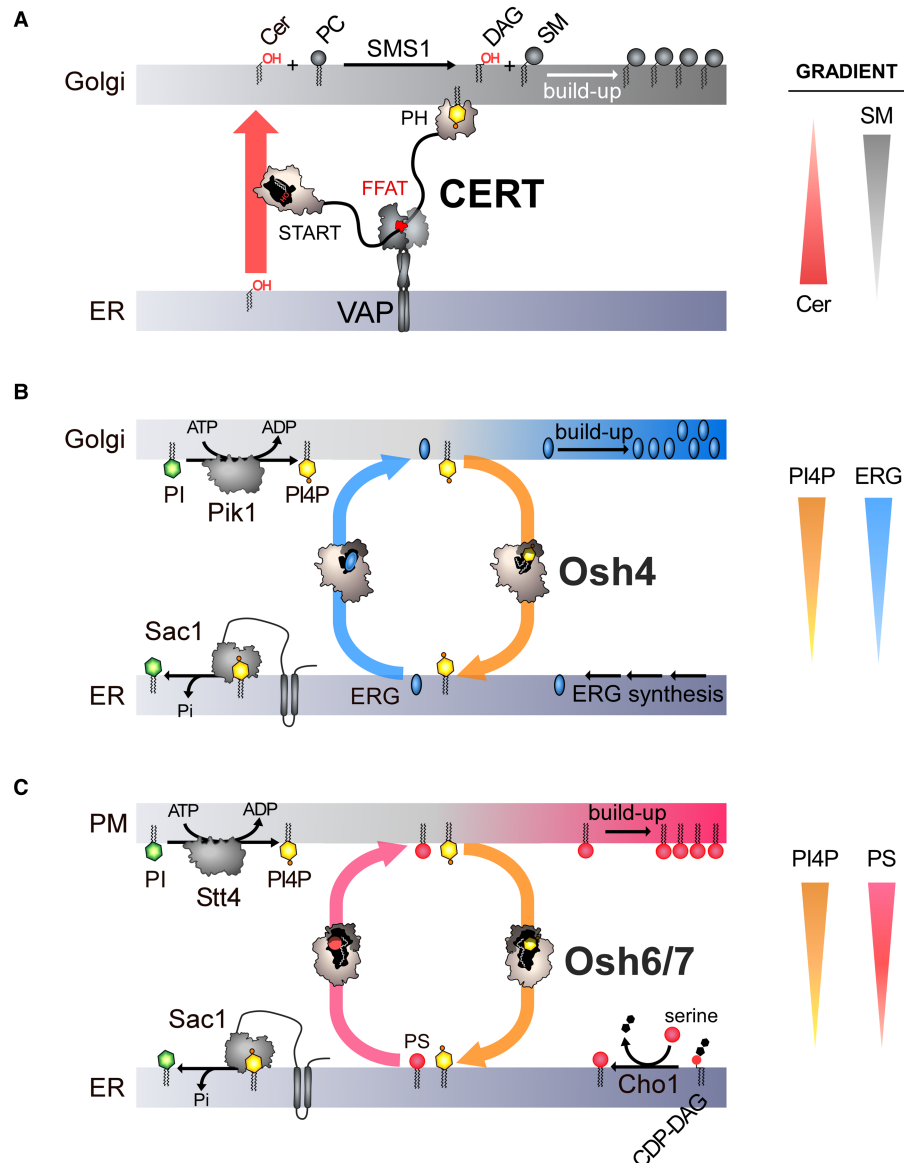 A
Cer
OH
+
PC
SMS1
DAG
OH
+
SM
build-up
Golgi
GRADIENT
SM
PH
FFAT
CERT
START
OH
ER
VAP
Cer
B
Golgi
ATP
ADP
build-up
PI
PI4P
Pik1
PI4P
ERG
Osh4
Sac1
ER
Pi
ERG
ERG synthesis
C
PM
ATP
ADP
build-up
PI
PI4P
Stt4
PI4P
PS
Osh6/7
Sac1
PS
serine
ER
Pi
Cho1
CDP-DAG